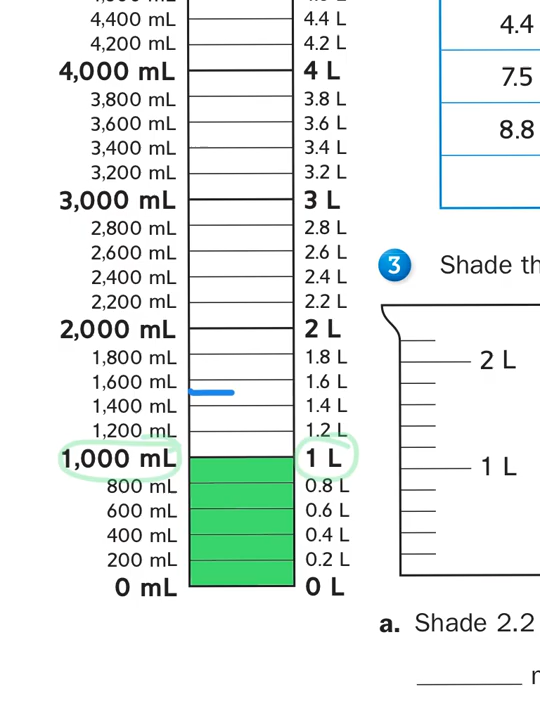 4,400 mL 4.4 L
4,200 mL 4.2 L
4,000 mL 4 L
3,800 mL 3.8 L
3,600 mL 3.6 L
3,400 mL 3.4 L
3,200 mL 3.2 L
3,000 mL 3 L
2,800 mL 2.8 L
2,600 mL 2.6 L
2,400 mL 2.4 L
2,200 mL 2.2 L
2,000 mL 2 L
1,800 mL 1.8 L
1,600 mL 1.6 L
1,400 mL 1.4 L
1,200 mL 1.2 L
1,000 mL 1 L
800 mL 0.8 L
600 mL 0.6 L
400 mL 0.4 L
200 mL 0.2 L
0 mL 0 L
4.4
7.5
8.8
3 Shade th
2 L
1 L
a. Shade 2.2